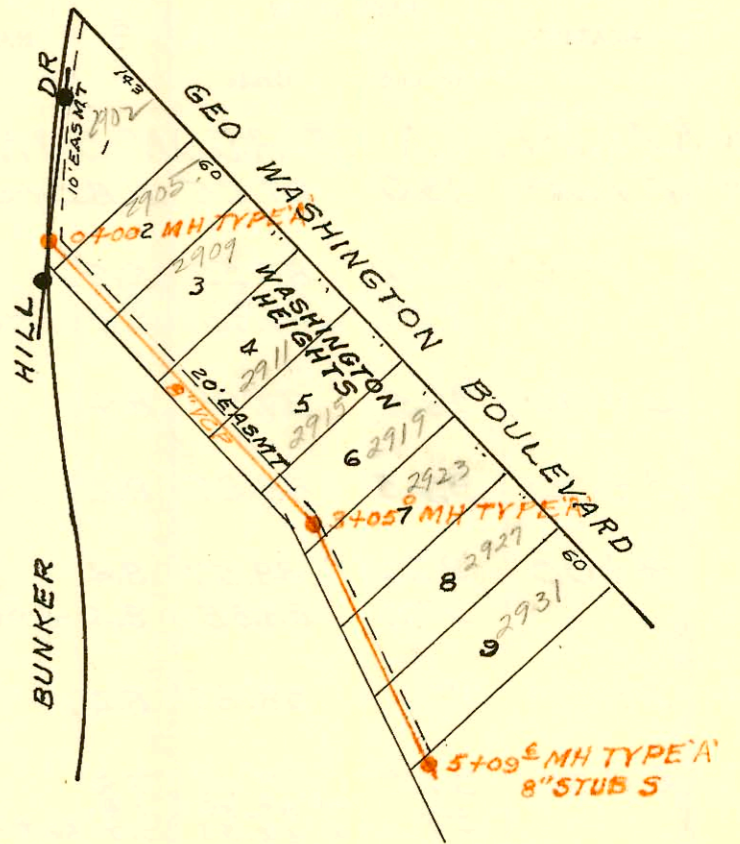 GEO WASHINGTON BOULEVARD
BUNKER HILL DR
10' EASMT
143
2902
1
60
2905
0+00 MH TYPE 'A'
2
2909
3
WASHINGTON
HEIGHTS
4
2911
20' EASMT
8" VCP
5
2915
6
2919
2923
3+05° MH TYPE 'A'
7
8
2927
60
9
2931
5+09⁶ MH TYPE 'A'
8" STUB S